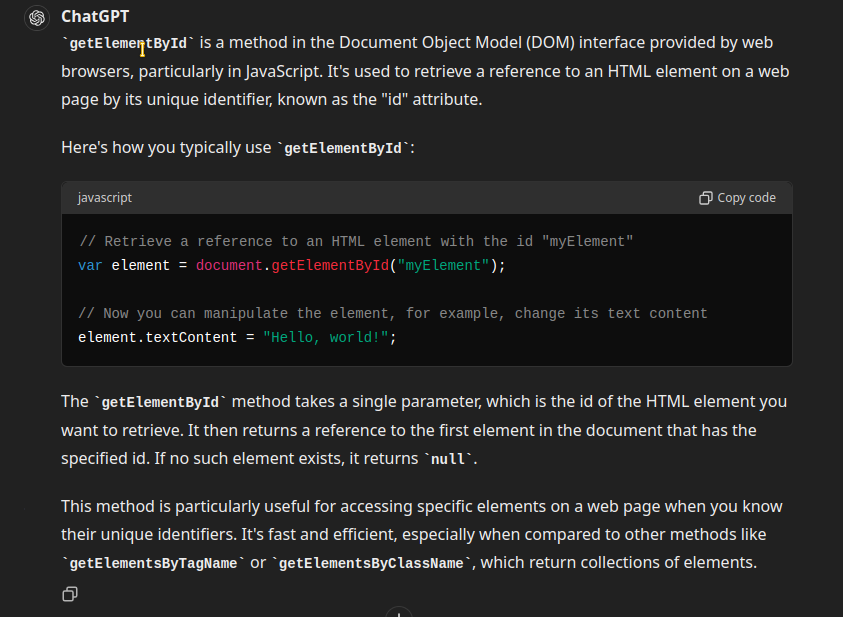 ChatGPT
`getElementById` is a method in the Document Object Model (DOM) interface provided by web
browsers, particularly in JavaScript. It's used to retrieve a reference to an HTML element on a web
page by its unique identifier, known as the "id" attribute.
Here's how you typically use `getElementById`:
javascript Copy code
// Retrieve a reference to an HTML element with the id "myElement"
var element = document.getElementById("myElement");
// Now you can manipulate the element, for example, change its text content
element.textContent = "Hello, world!";
The `getElementById` method takes a single parameter, which is the id of the HTML element you
want to retrieve. It then returns a reference to the first element in the document that has the
specified id. If no such element exists, it returns `null`.
This method is particularly useful for accessing specific elements on a web page when you know
their unique identifiers. It's fast and efficient, especially when compared to other methods like
`getElementsByTagName` or `getElementsByClassName`, which return collections of elements.